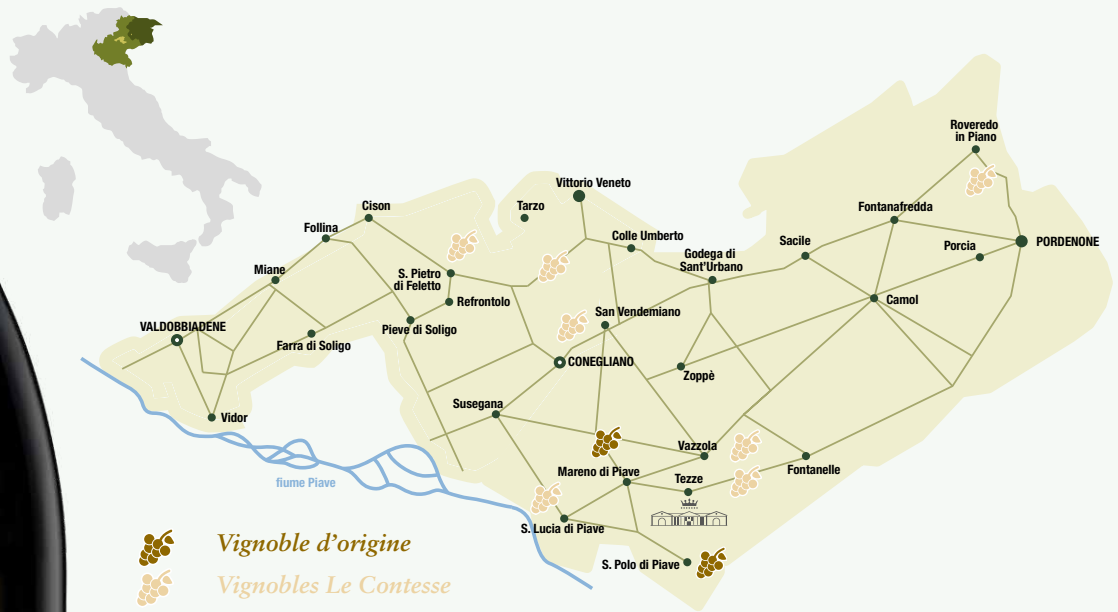 Roveredo
in Piano
Vittorio Veneto
Cison
Tarzo
Fontanafredda
Follina
Colle Umberto
Sacile
PORDENONE
Porcia
Godega di
Sant'Urbano
Miane
S. Pietro
di Feletto
Refrontolo
Camol
San Vendemiano
VALDOBBIADENE
Pieve di Soligo
Farra di Soligo
CONEGLIANO
Zoppè
Susegana
Vidor
Vazzola
Mareno di Piave
Fontanelle
Tezze
fiume Piave
S. Lucia di Piave
S. Polo di Piave
Vignoble d'origine
Vignobles Le Contesse